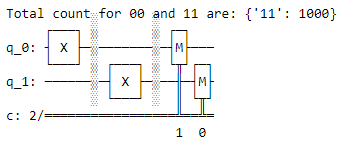 Total count for 00 and 11 are: {'11': 1000}
q_0: X M
q_1: X M
c: 2/
1 0